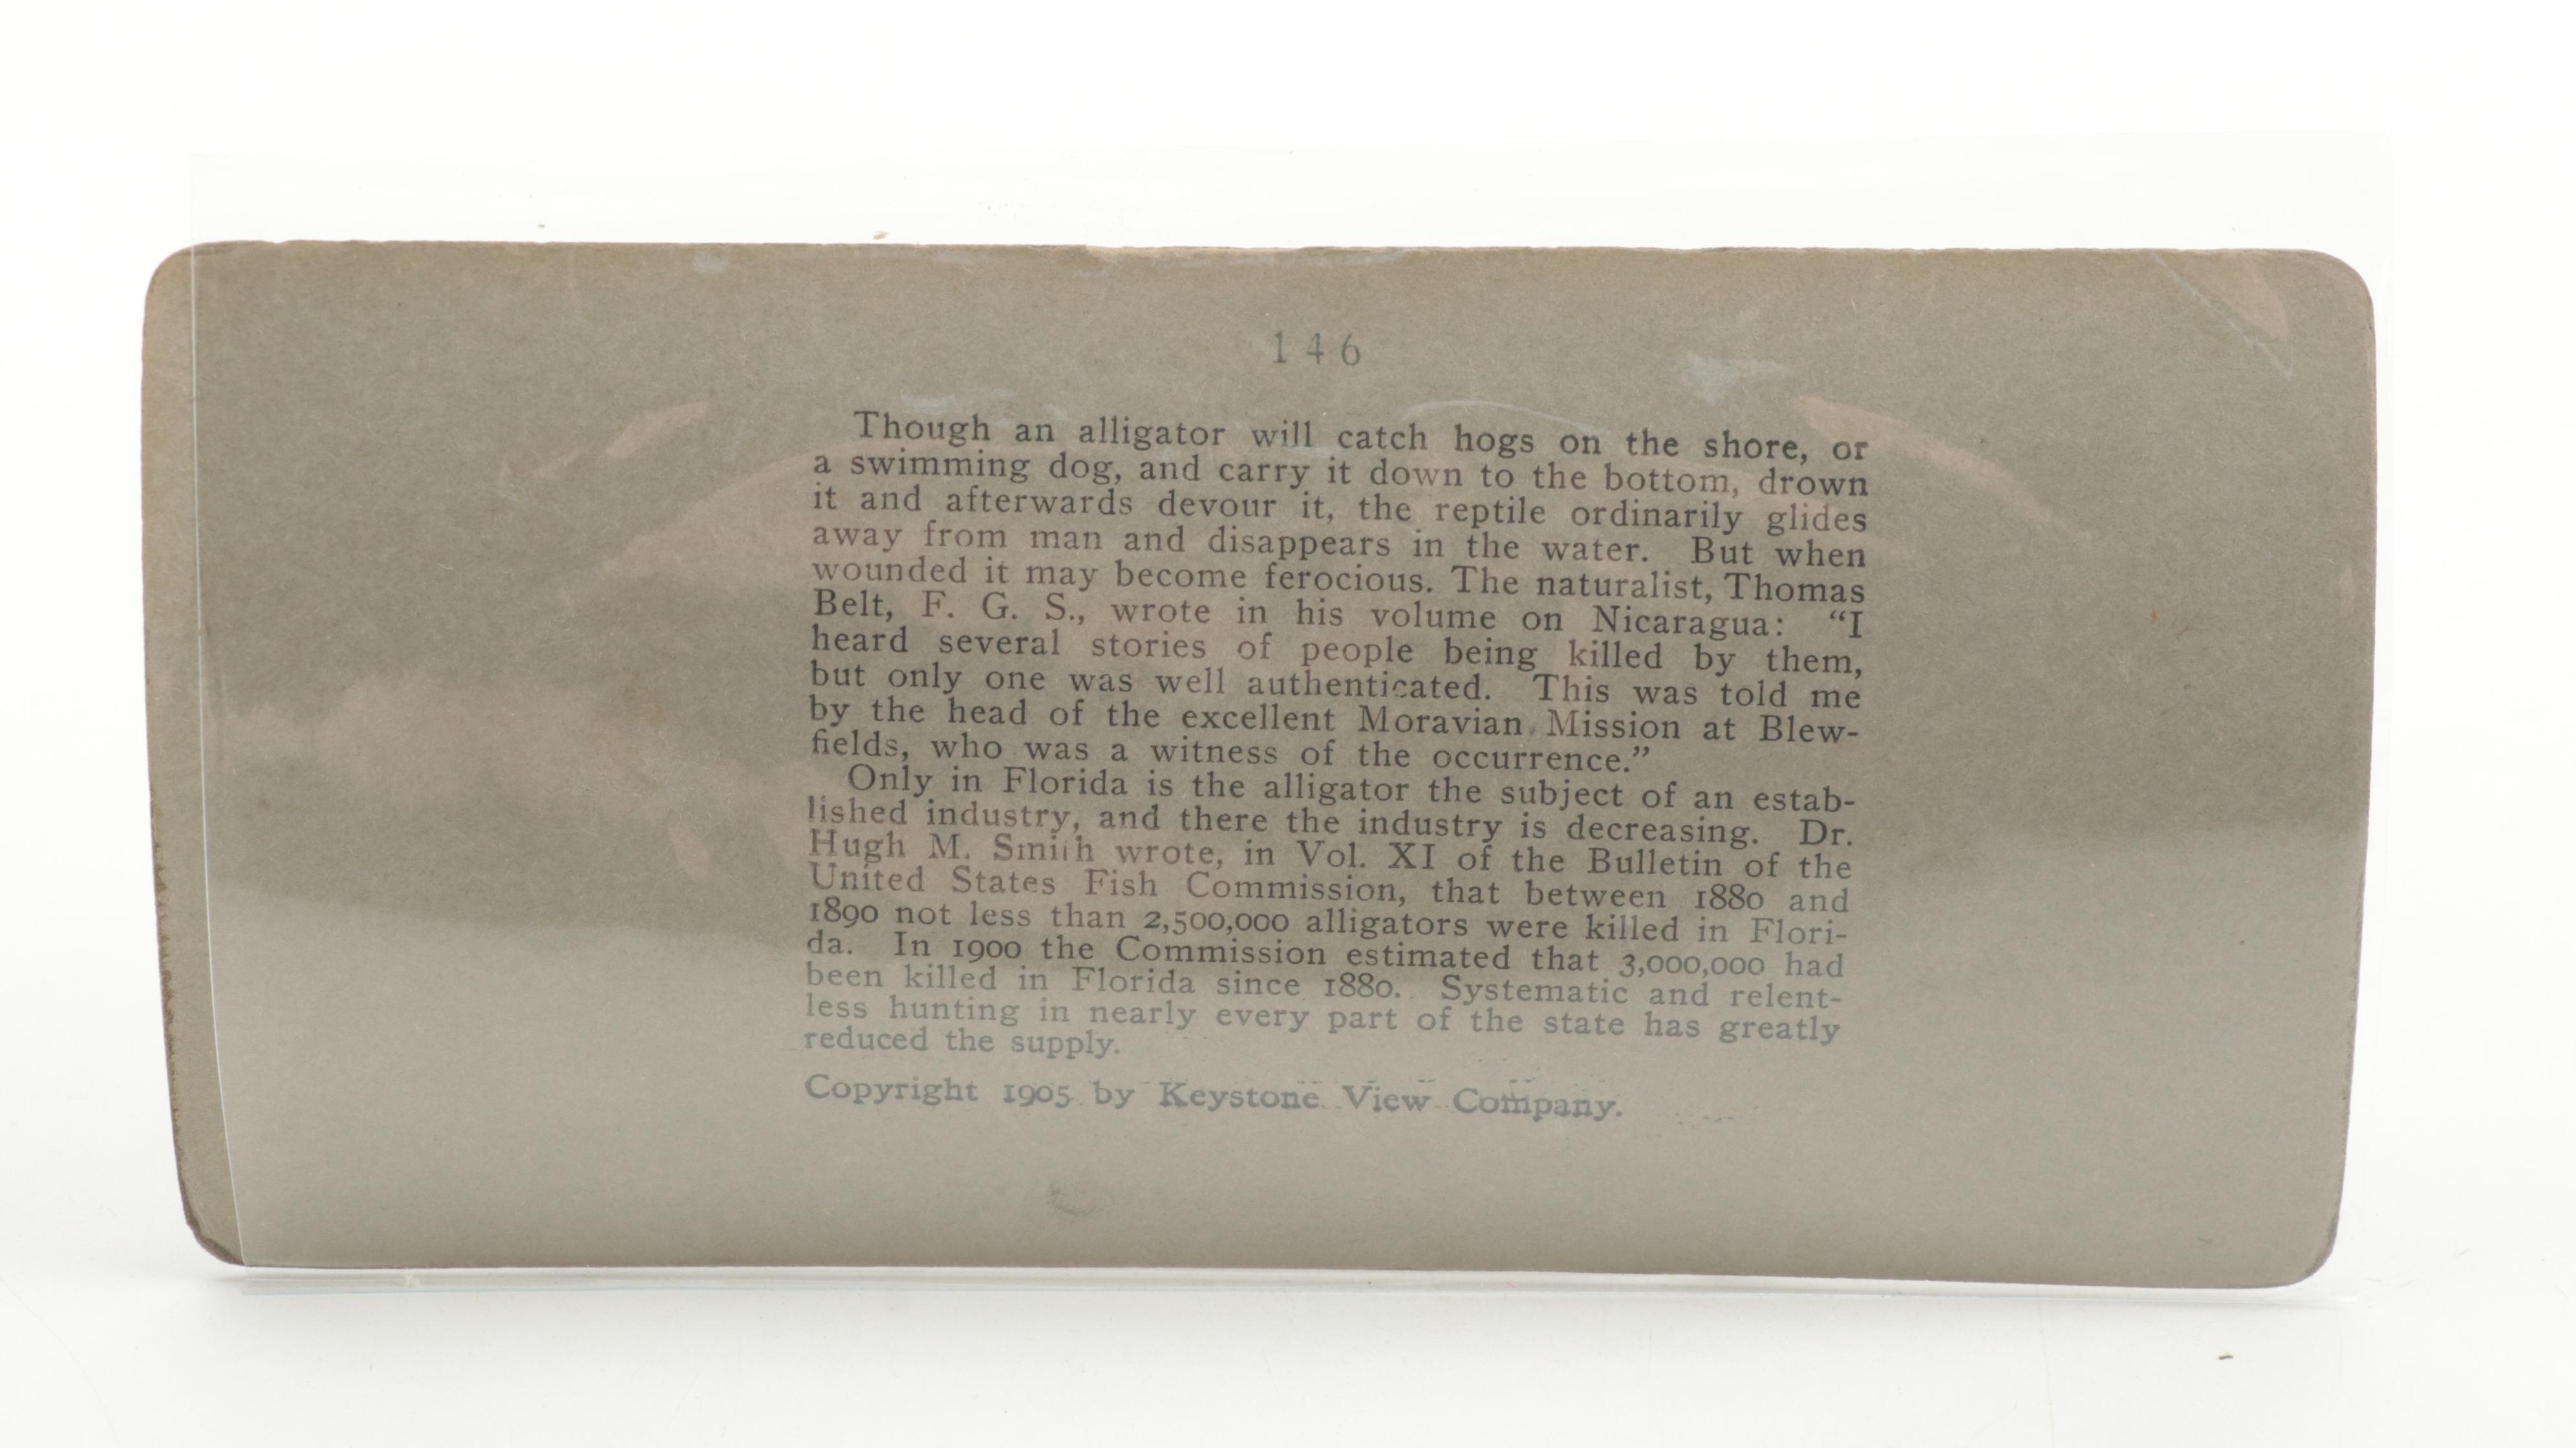 146
Though an alligator will catch hogs on the shore, or
a swimming dog, and carry it down to the bottom, drown
it and afterwards devour it, the reptile ordinarily glides
away from man and disappears in the water. But when
wounded it may become ferocious. The naturalist, Thomas
Belt, F. G. S., wrote in his volume on Nicaragua: “I
heard several stories of people being killed by them,
but only one was well authenticated. This was told me
by the head of the excellent Moravian Mission at Blew-
fields, who was a witness of the occurrence.”
Only in Florida is the alligator the subject of an estab-
lished industry, and there the industry is decreasing. Dr.
Hugh M. Smith wrote, in Vol. XI of the Bulletin of the
United States Fish Commission, that between 1880 and
1890 not less than 2,500,000 alligators were killed in Flori-
da. In 1900 the Commission estimated that 3,000,000 had
been killed in Florida since 1880. Systematic and relent-
less hunting in nearly every part of the state has greatly
reduced the supply.
Copyright 1905 by Keystone View Company.